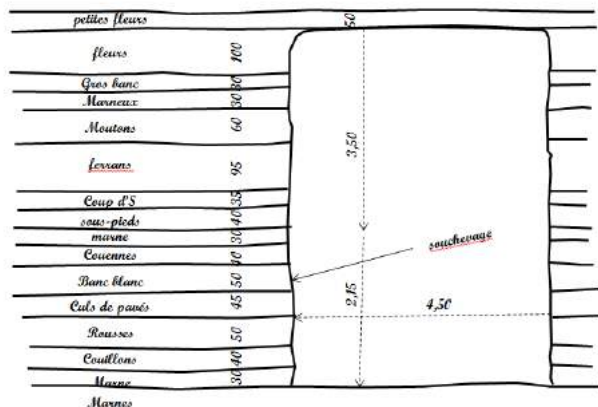 petites fleurs 50
fleurs 100
Gros banc 30
Marneux 30
Moutons 60
ferrans 95
Coup d'S 35
sous-pieds 40
marne 30
Couennes 40
Banc blanc 50
Culs de pavés 45
Rousses 50
Couillons 40
Marne 30
Marnes
3,50
souchevage
2,15
4,50